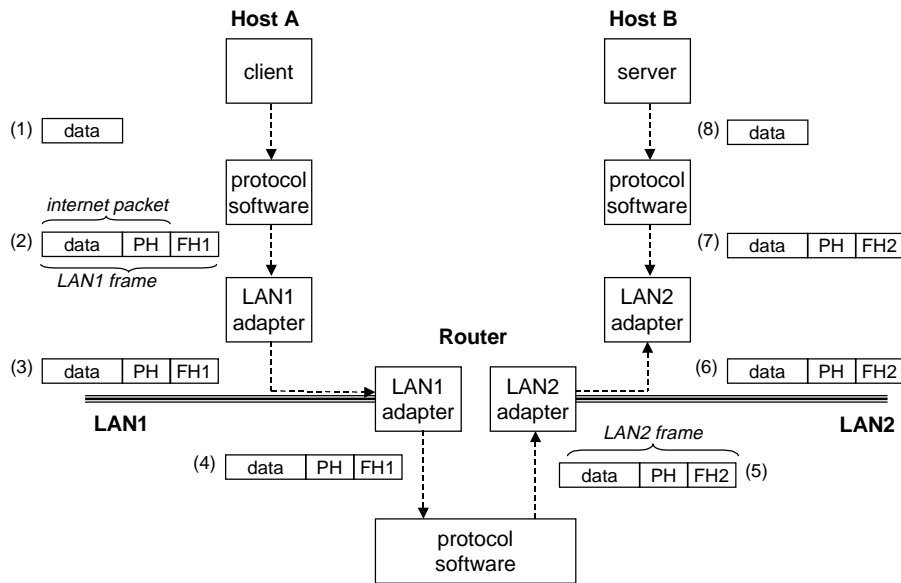 Host A
Host B
client
server
(1) data
(8) data
protocol
software
protocol
software
internet packet
(2) data PH FH1
LAN1 frame
(7) data PH FH2
LAN1
adapter
LAN2
adapter
Router
(3) data PH FH1
(6) data PH FH2
LAN1
adapter
LAN2
adapter
LAN1
LAN2
LAN2 frame
(4) data PH FH1
data PH FH2 (5)
protocol
software